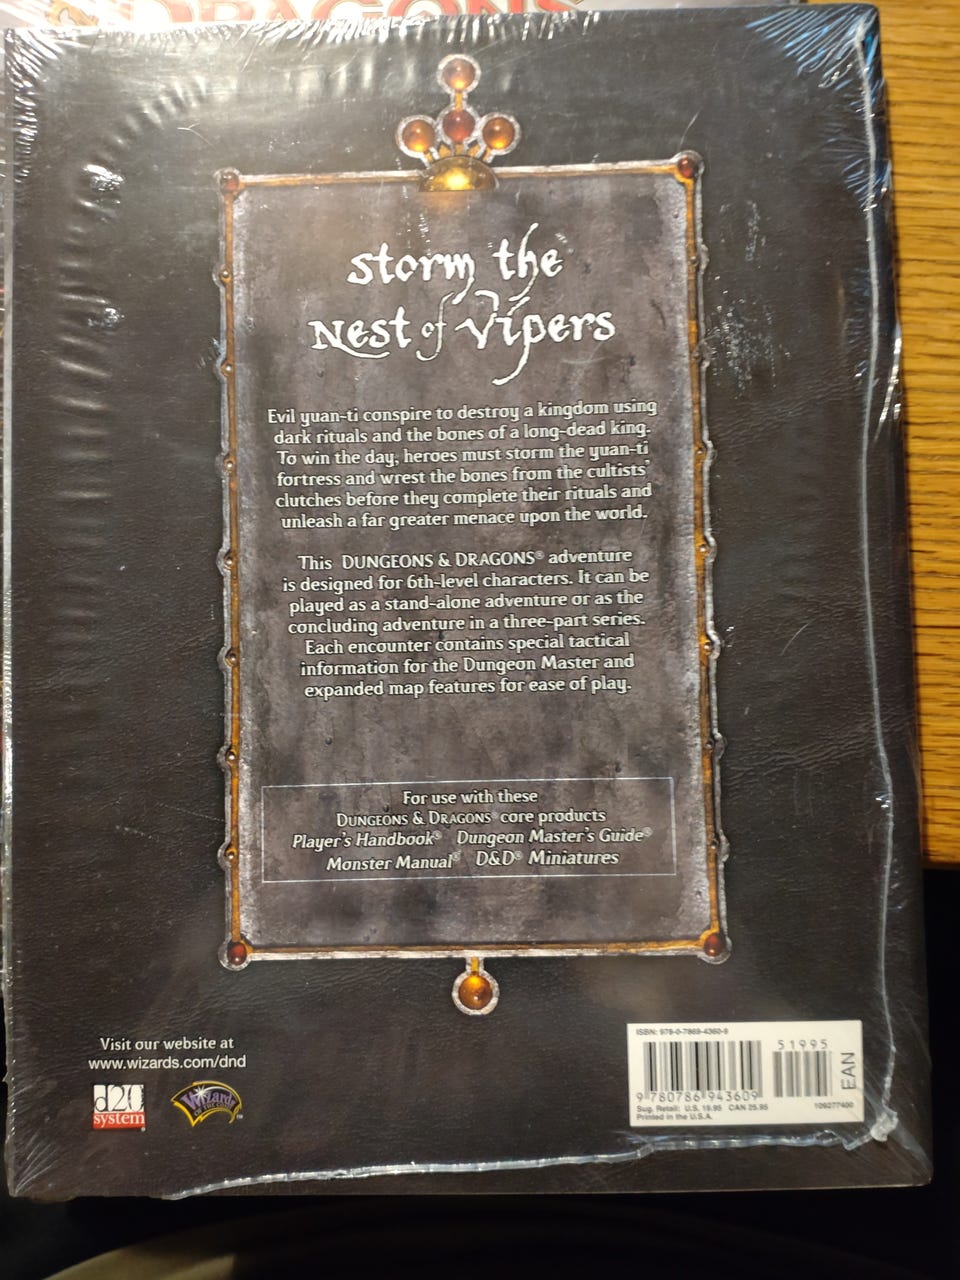 DRAGONS
Storm the
Nest of Vipers
Evil yuan-ti conspire to destroy a kingdom using
dark rituals and the bones of a long-dead king.
To win the day, heroes must storm the yuan-ti
fortress and wrest the bones from the cultists'
clutches before they complete their rituals and
unleash a far greater menace upon the world.
This DUNGEONS & DRAGONS® adventure
is designed for 6th-level characters. It can be
played as a stand-alone adventure or as the
concluding adventure in a three-part series.
Each encounter contains special tactical
information for the Dungeon Master and
expanded map features for ease of play.
For use with these
DUNGEONS & DRAGONS® core products
Player's Handbook® Dungeon Master's Guide®
Monster Manual® D&D® Miniatures
Visit our website at
www.wizards.com/dnd
d20
system®
Wizards
OF THE COAST™
ISBN: 978-0-7869-4360-9
51995
EAN
9 780786 943609
Sug. Retail: U.S. 19.95 CAN 25.95
Printed in the U.S.A.
109277400